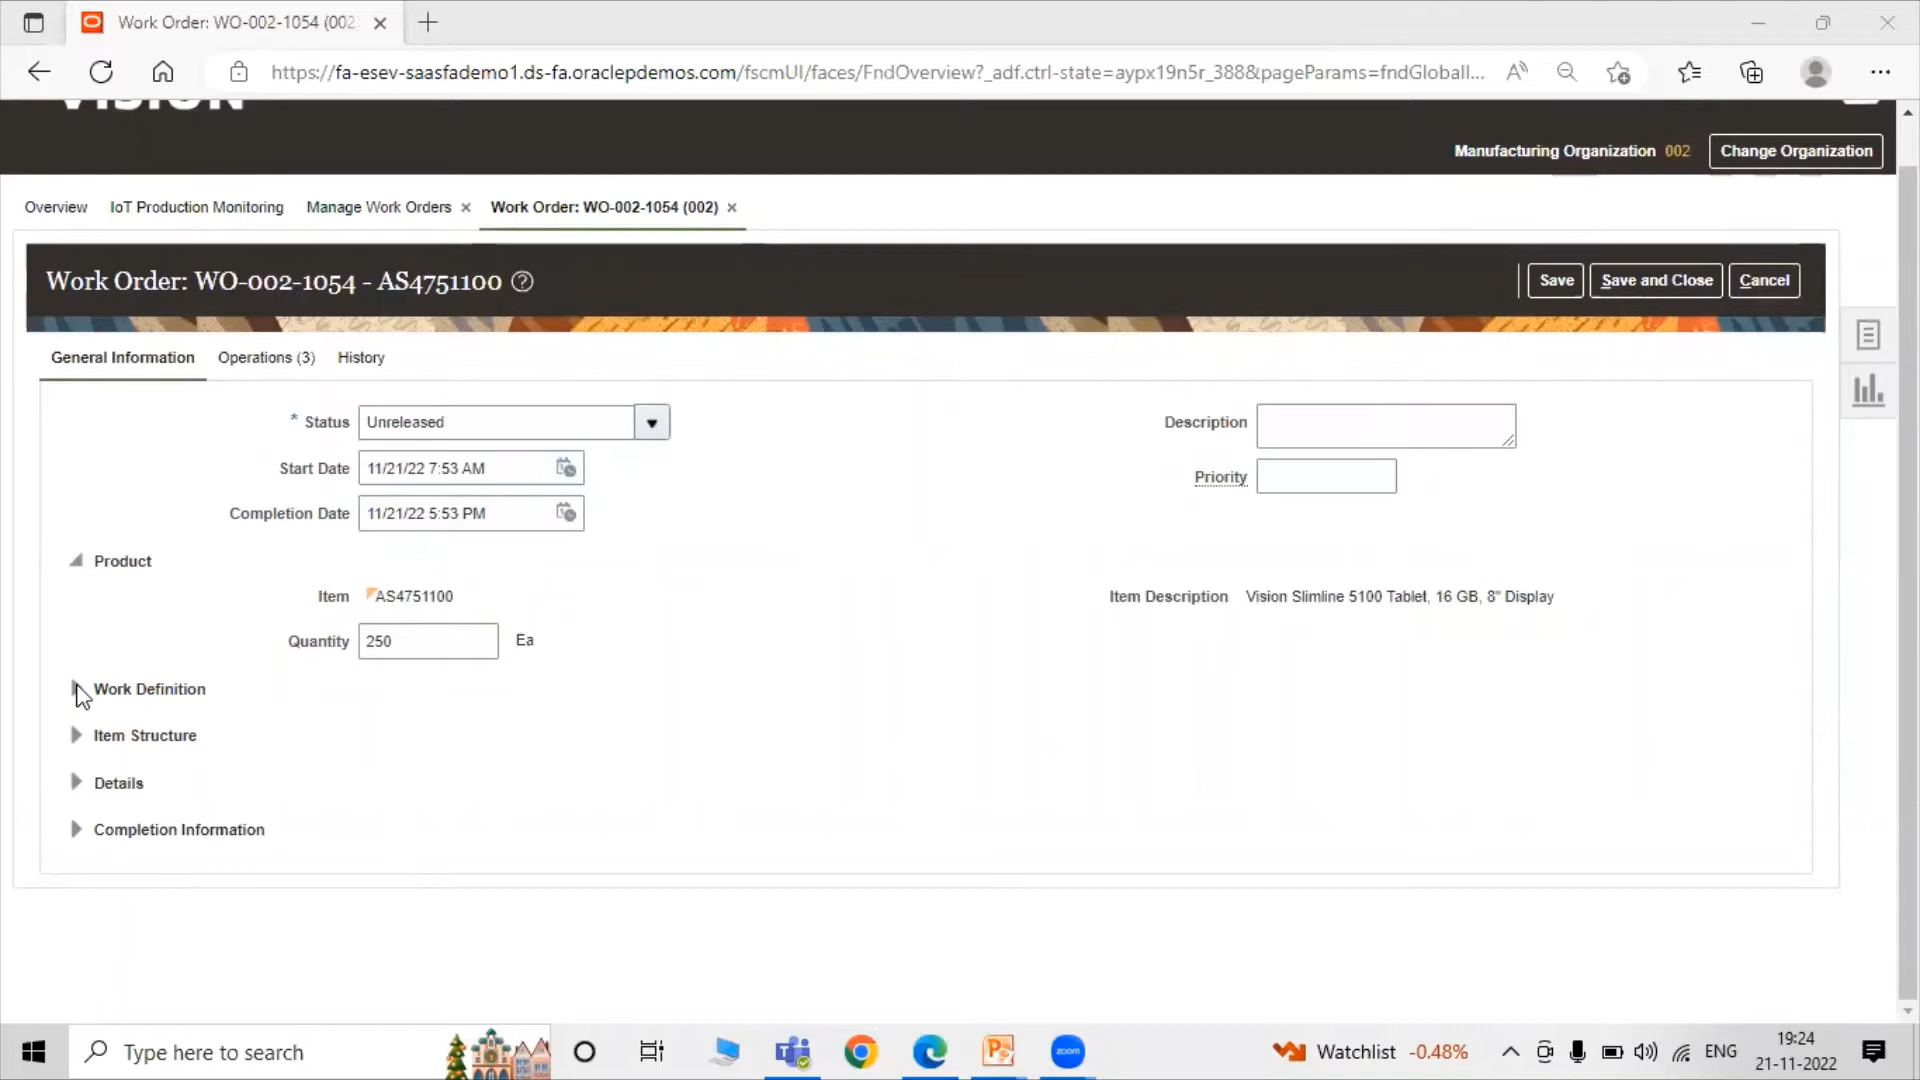 Work Order: WO-002-1054 (002
https://fa-esev-saasfademo1.ds-fa.oraclepdemos.com/fscmUI/faces/FndOverview?_adf.ctrl-state=aypx19n5r_388&pageParams=fndGloball...
VISION
Manufacturing Organization 002 Change Organization
Overview IoT Production Monitoring Manage Work Orders Work Order: WO-002-1054 (002)
Work Order: WO-002-1054 - AS4751100
Save Save and Close Cancel
General Information Operations (3) History
* Status Unreleased Description
Start Date 11/21/22 7:53 AM Priority
Completion Date 11/21/22 5:53 PM
Product
Item AS4751100 Item Description Vision Slimline 5100 Tablet, 16 GB, 8" Display
Quantity 250 Ea
Work Definition
Item Structure
Details
Completion Information
Type here to search
zoom
Watchlist -0.48%
ENG
19:24
21-11-2022